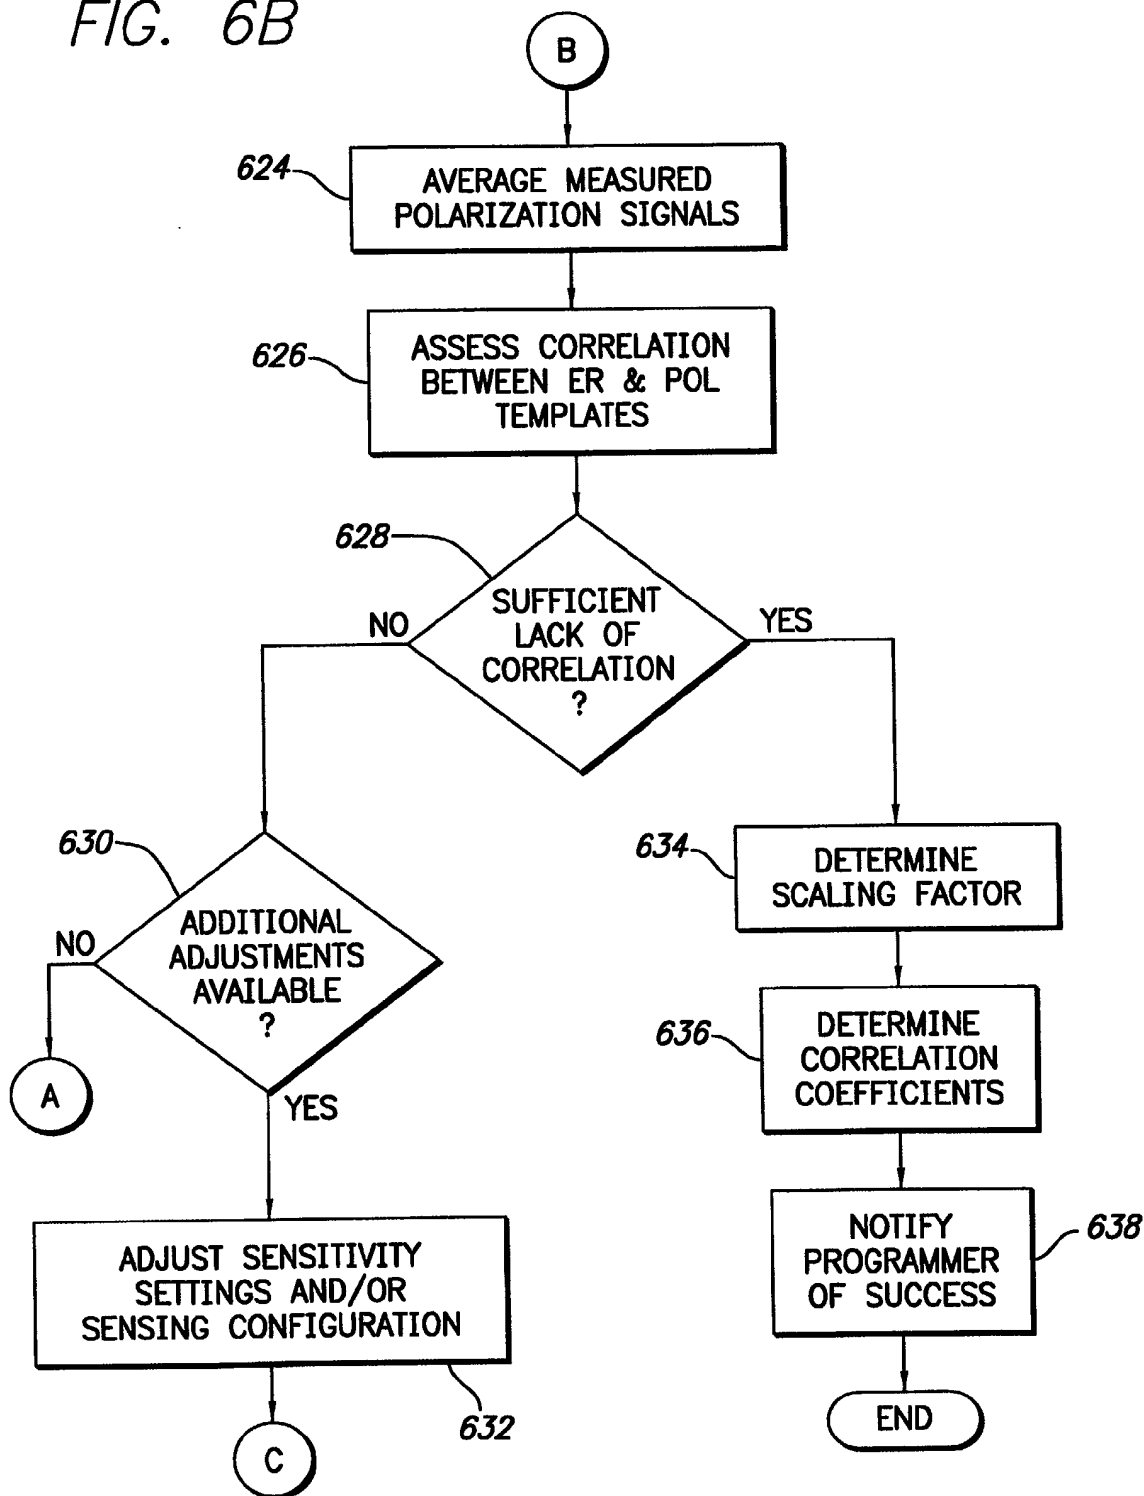 FIG. 6B
B
624
AVERAGE MEASURED
POLARIZATION SIGNALS
626
ASSESS CORRELATION
BETWEEN ER & POL
TEMPLATES
628
SUFFICIENT
LACK OF
CORRELATION
?
NO
YES
630
ADDITIONAL
ADJUSTMENTS
AVAILABLE
?
NO
A
YES
ADJUST SENSITIVITY
SETTINGS AND/OR
SENSING CONFIGURATION
632
C
634
DETERMINE
SCALING FACTOR
636
DETERMINE
CORRELATION
COEFFICIENTS
NOTIFY
PROGRAMMER
OF SUCCESS
638
END